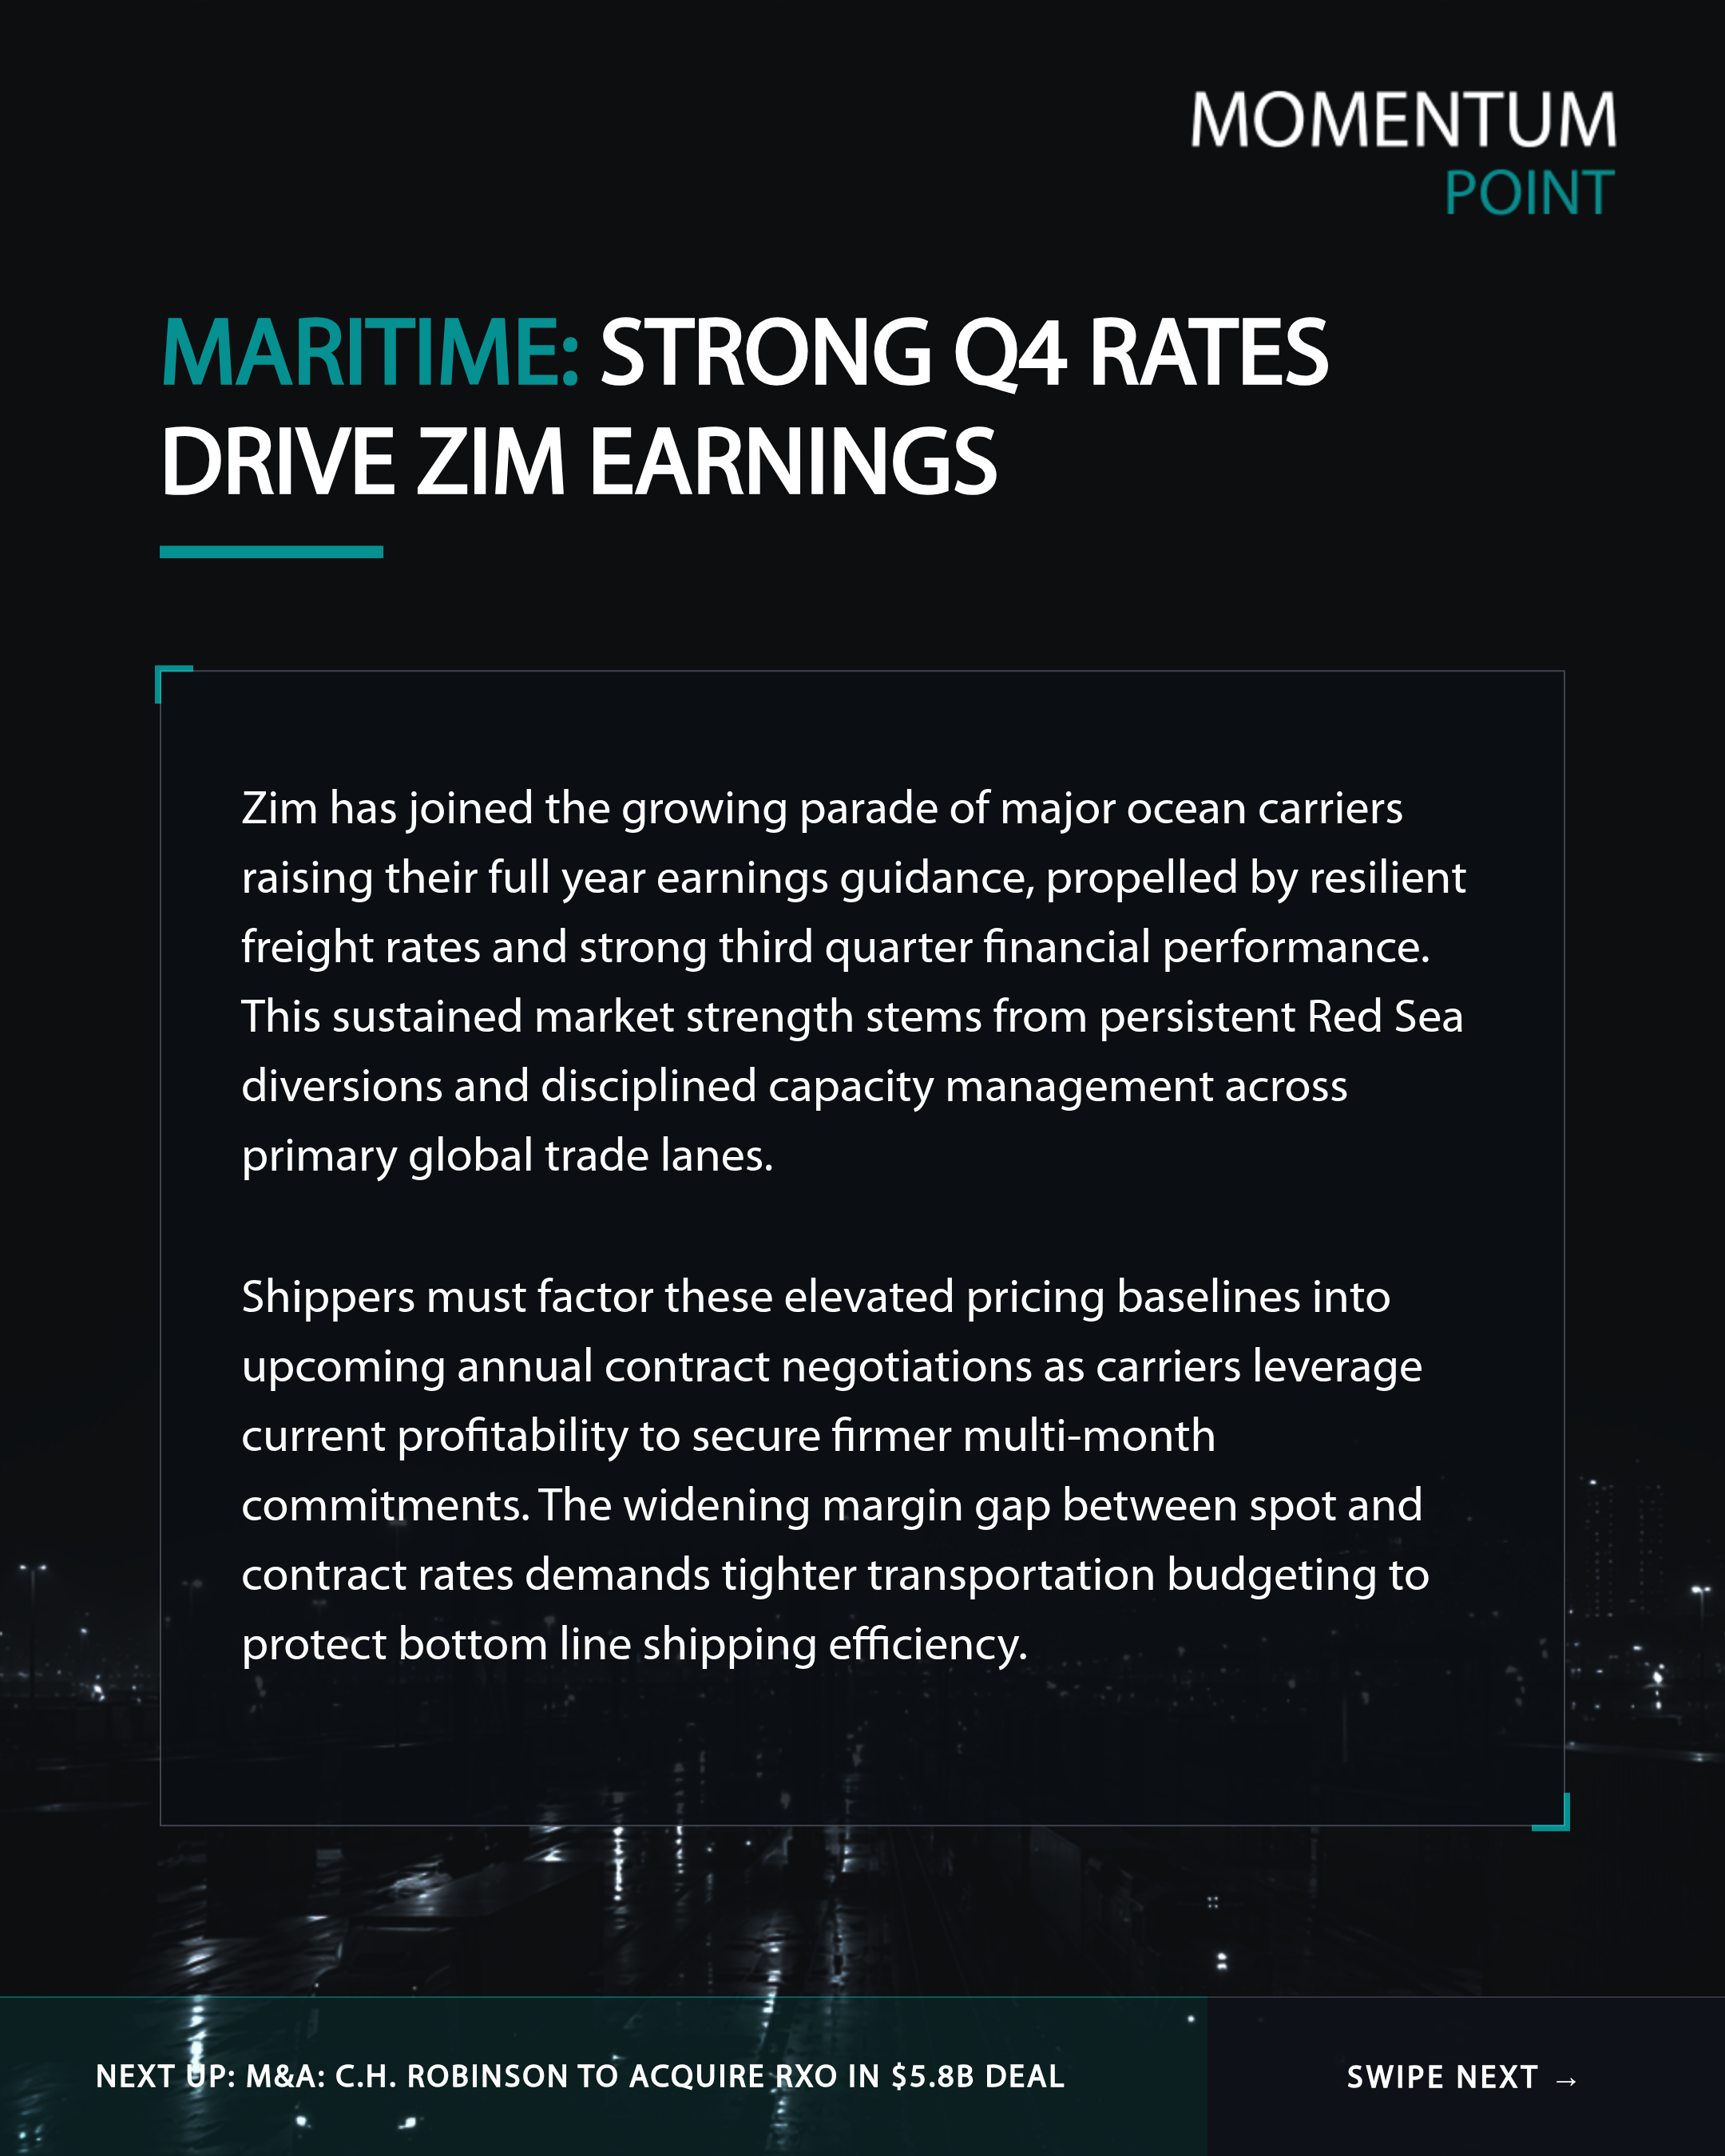 MOMENTUM
POINT
MARITIME: STRONG Q4 RATES
DRIVE ZIM EARNINGS
Zim has joined the growing parade of major ocean carriers
raising their full year earnings guidance, propelled by resilient
freight rates and strong third quarter financial performance.
This sustained market strength stems from persistent Red Sea
diversions and disciplined capacity management across
primary global trade lanes.
Shippers must factor these elevated pricing baselines into
upcoming annual contract negotiations as carriers leverage
current profitability to secure firmer multi-month
commitments. The widening margin gap between spot and
contract rates demands tighter transportation budgeting to
protect bottom line shipping efficiency.
NEXT UP: M&A: C.H. ROBINSON TO ACQUIRE RXO IN $5.8B DEAL
SWIPE NEXT →